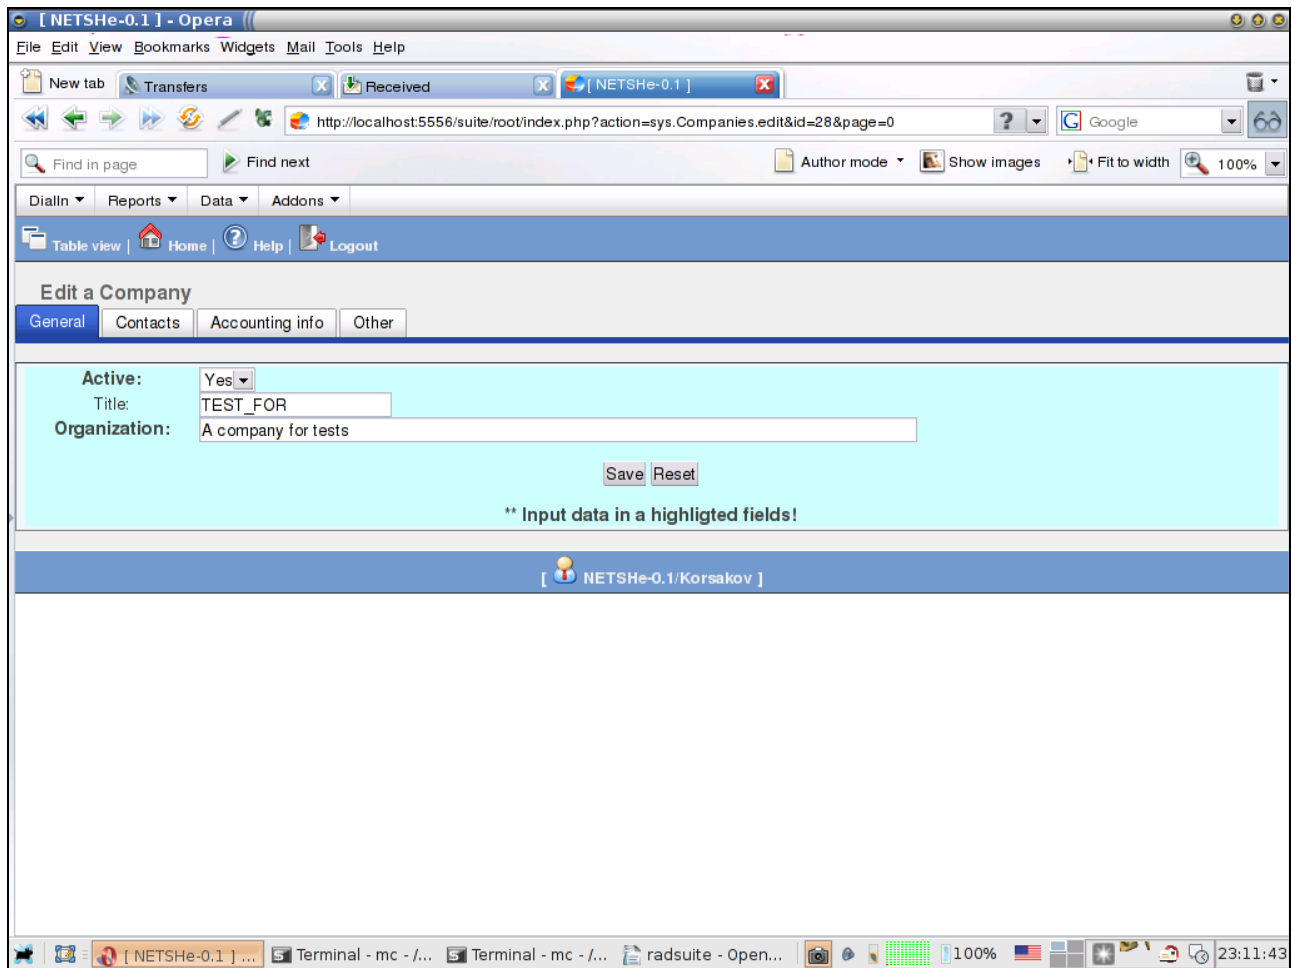 [ NETSHe-0.1 ] - Opera
File Edit View Bookmarks Widgets Mail Tools Help
New tab Transfers Received [ NETSHe-0.1 ]
http://localhost:5556/suite/root/index.php?action=sys.Companies.edit&id=28&page=0 ? G Google
Find in page Find next Author mode Show images Fit to width 100%
DialIn Reports Data Addons
Table view | Home | Help | Logout
Edit a Company
General Contacts Accounting info Other
Active: Yes
Title: TEST_FOR
Organization: A company for tests
Save Reset
** Input data in a highligted fields!
[ NETSHe-0.1/Korsakov ]
[ NETSHe-0.1 ] ... Terminal - mc - /... Terminal - mc - /... radsuite - Open... 100% 23:11:43